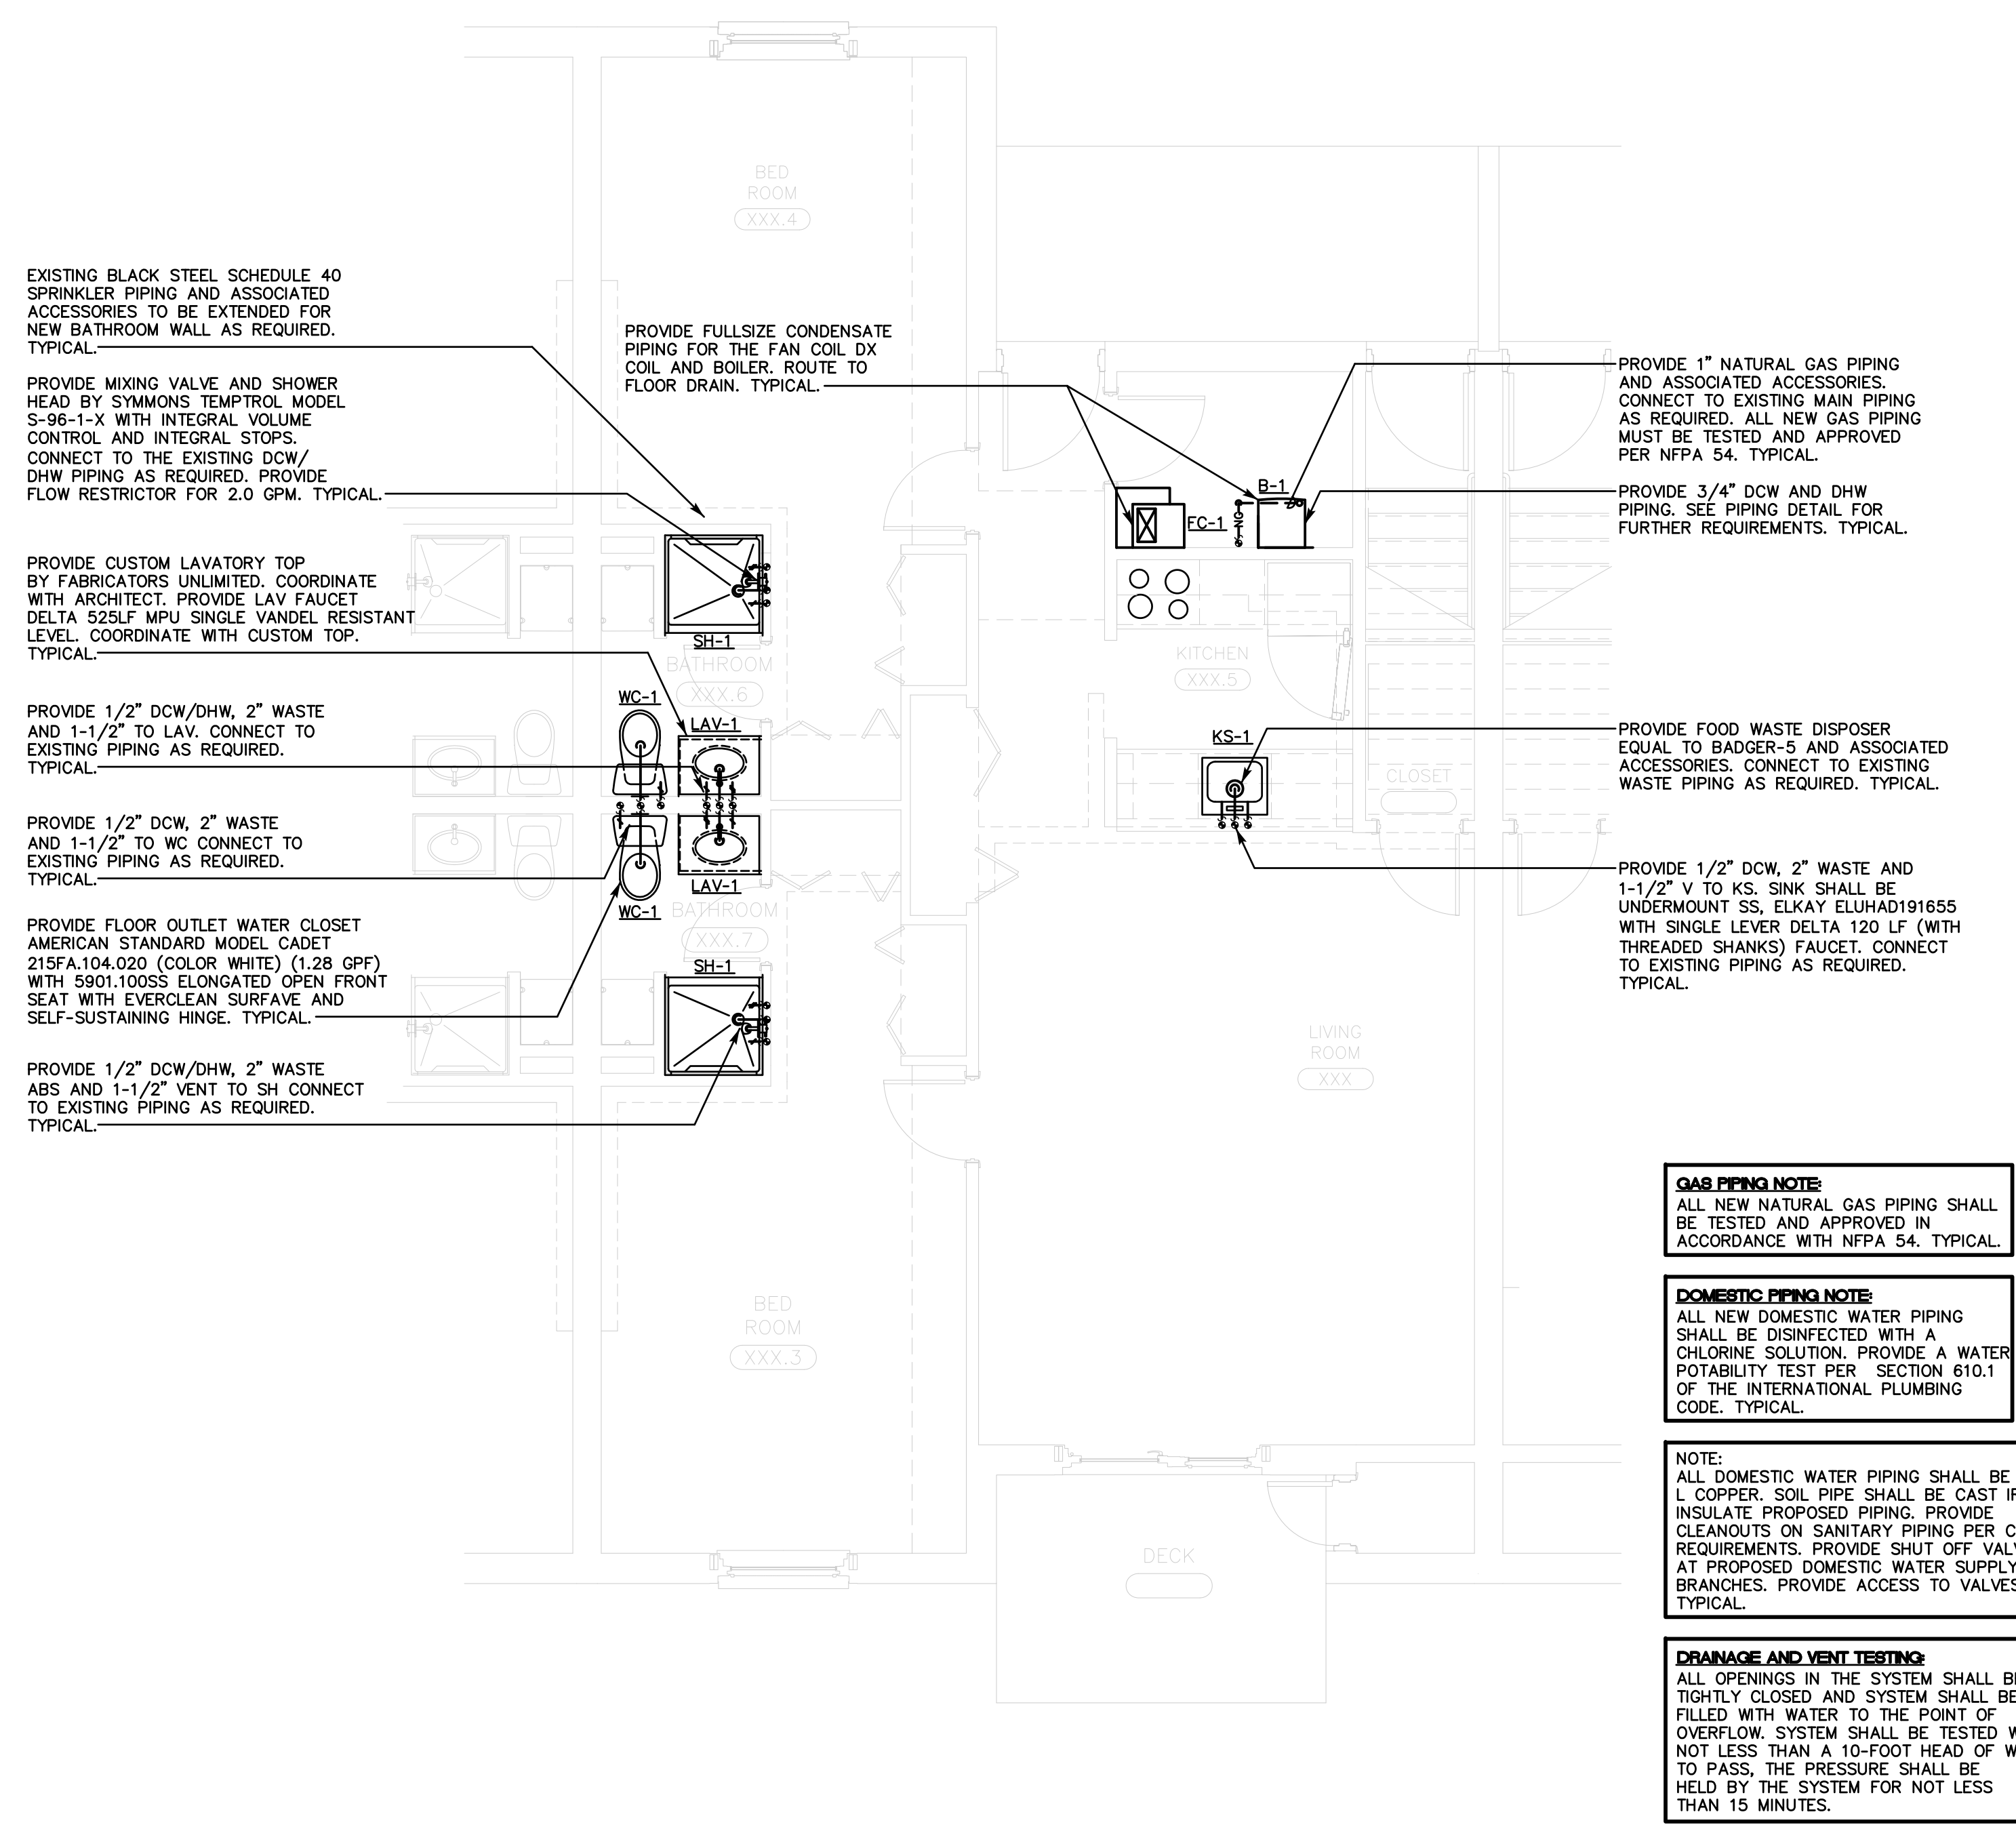 EXISTING BLACK STEEL SCHEDULE 40
SPRINKLER PIPING AND ASSOCIATED
ACCESSORIES TO BE EXTENDED FOR
NEW BATHROOM WALL AS REQUIRED.
TYPICAL.
PROVIDE MIXING VALVE AND SHOWER
HEAD BY SYMMONS TEMPTROL MODEL
S-96-1-X WITH INTEGRAL VOLUME
CONTROL AND INTEGRAL STOPS.
CONNECT TO THE EXISTING DCW/
DHW PIPING AS REQUIRED. PROVIDE
FLOW RESTRICTOR FOR 2.0 GPM. TYPICAL.
PROVIDE CUSTOM LAVATORY TOP
BY FABRICATORS UNLIMITED. COORDINATE
WITH ARCHITECT. PROVIDE LAV FAUCET
DELTA 525LF MPU SINGLE VANDEL RESISTANT
LEVEL. COORDINATE WITH CUSTOM TOP.
TYPICAL.
PROVIDE 1/2" DCW/DHW, 2" WASTE
AND 1-1/2" TO LAV. CONNECT TO
EXISTING PIPING AS REQUIRED.
TYPICAL.
PROVIDE 1/2" DCW, 2" WASTE
AND 1-1/2" TO WC CONNECT TO
EXISTING PIPING AS REQUIRED.
TYPICAL.
PROVIDE FLOOR OUTLET WATER CLOSET
AMERICAN STANDARD MODEL CADET
215FA.104.020 (COLOR WHITE) (1.28 GPF)
WITH 5901.100SS ELONGATED OPEN FRONT
SEAT WITH EVERCLEAN SURFAVE AND
SELF-SUSTAINING HINGE. TYPICAL.
PROVIDE 1/2" DCW/DHW, 2" WASTE
ABS AND 1-1/2" VENT TO SH CONNECT
TO EXISTING PIPING AS REQUIRED.
TYPICAL.
BED
ROOM
XXX.4
PROVIDE FULLSIZE CONDENSATE
PIPING FOR THE FAN COIL DX
COIL AND BOILER. ROUTE TO
FLOOR DRAIN. TYPICAL.
B-1
FC-1
NG
SH-1
BATHROOM
XXX.6
WC-1
LAV-1
LAV-1
WC-1
BATHROOM
XXX.7
SH-1
KITCHEN
XXX.5
KS-1
CLOSET
LIVING
ROOM
XXX
BED
ROOM
XXX.3
DECK
PROVIDE 1" NATURAL GAS PIPING
AND ASSOCIATED ACCESSORIES.
CONNECT TO EXISTING MAIN PIPING
AS REQUIRED. ALL NEW GAS PIPING
MUST BE TESTED AND APPROVED
PER NFPA 54. TYPICAL.
PROVIDE 3/4" DCW AND DHW
PIPING. SEE PIPING DETAIL FOR
FURTHER REQUIREMENTS. TYPICAL.
PROVIDE FOOD WASTE DISPOSER
EQUAL TO BADGER-5 AND ASSOCIATED
ACCESSORIES. CONNECT TO EXISTING
WASTE PIPING AS REQUIRED. TYPICAL.
PROVIDE 1/2" DCW, 2" WASTE AND
1-1/2" V TO KS. SINK SHALL BE
UNDERMOUNT SS, ELKAY ELUHAD191655
WITH SINGLE LEVER DELTA 120 LF (WITH
THREADED SHANKS) FAUCET. CONNECT
TO EXISTING PIPING AS REQUIRED.
TYPICAL.
GAS PIPING NOTE:
ALL NEW NATURAL GAS PIPING SHALL
BE TESTED AND APPROVED IN
ACCORDANCE WITH NFPA 54. TYPICAL.
DOMESTIC PIPING NOTE:
ALL NEW DOMESTIC WATER PIPING
SHALL BE DISINFECTED WITH A
CHLORINE SOLUTION. PROVIDE A WATER
POTABILITY TEST PER SECTION 610.1
OF THE INTERNATIONAL PLUMBING
CODE. TYPICAL.
NOTE:
ALL DOMESTIC WATER PIPING SHALL BE
L COPPER. SOIL PIPE SHALL BE CAST
INSULATE PROPOSED PIPING. PROVIDE
CLEANOUTS ON SANITARY PIPING PER
REQUIREMENTS. PROVIDE SHUT OFF
AT PROPOSED DOMESTIC WATER SUPPLY
BRANCHES. PROVIDE ACCESS TO VALVES
TYPICAL.
DRAINAGE AND VENT TESTING:
ALL OPENINGS IN THE SYSTEM SHALL BE
TIGHTLY CLOSED AND SYSTEM SHALL BE
FILLED WITH WATER TO THE POINT OF
OVERFLOW. SYSTEM SHALL BE TESTED
NOT LESS THAN A 10-FOOT HEAD OF
TO PASS, THE PRESSURE SHALL BE
HELD BY THE SYSTEM FOR NOT LESS
THAN 15 MINUTES.